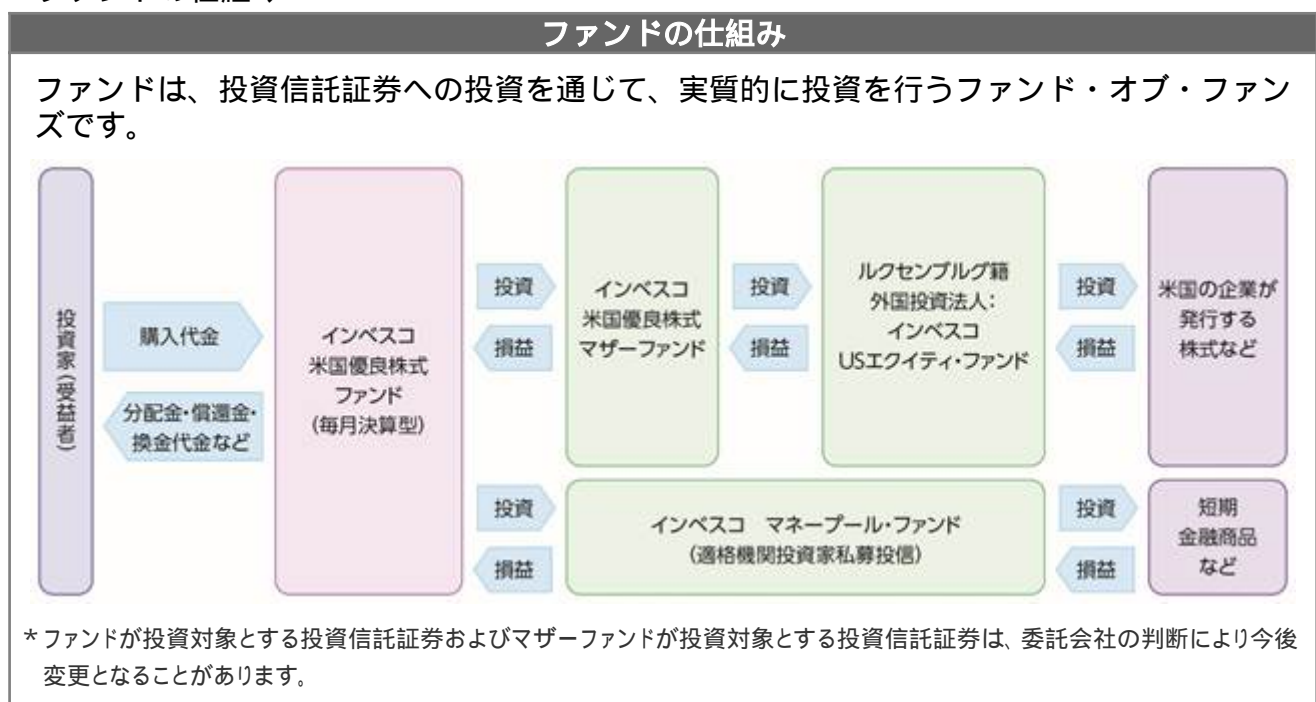 ファンドの仕組み
ファンドは、投資信託証券への投資を通じて、実質的に投資を行うファンド・オブ・ファン
ズです。
投資家(受益者)
購入代金
分配金・償還金・
換金代金など
インベスコ
米国優良株式
ファンド
(毎月決算型)
投資
損益
インベスコ
米国優良株式
マザーファンド
投資
損益
ルクセンブルグ籍
外国投資法人:
インベスコ
USエクイティ・ファンド
投資
損益
米国の企業が
発行する
株式など
投資
損益
インベスコ マネープール・ファンド
(適格機関投資家私募投信)
投資
損益
短期
金融商品
など
*ファンドが投資対象とする投資信託証券およびマザーファンドが投資対象とする投資信託証券は、委託会社の判断により今後
変更となることがあります。